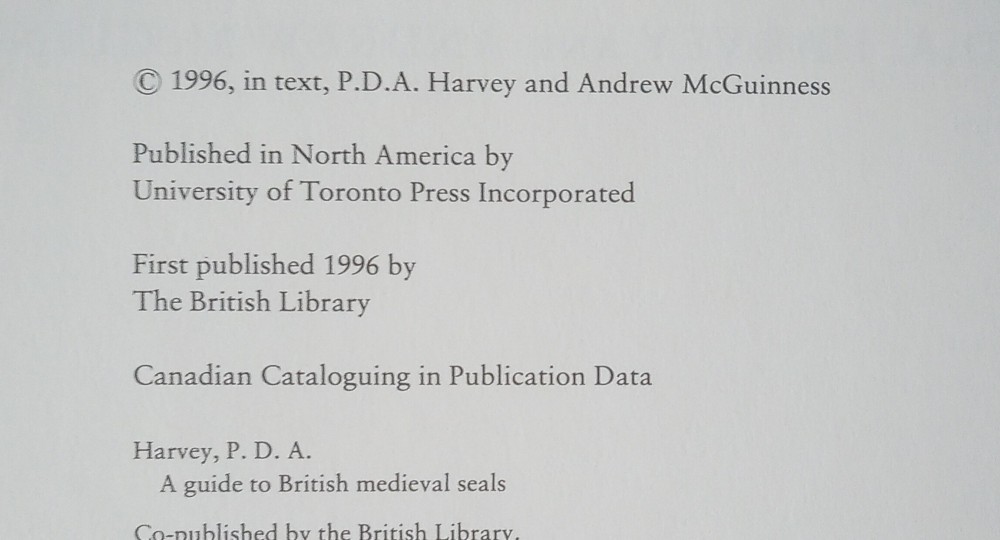 © 1996, in text, P.D.A. Harvey and Andrew McGuinness
Published in North America by
University of Toronto Press Incorporated
First published 1996 by
The British Library
Canadian Cataloguing in Publication Data
Harvey, P. D. A.
A guide to British medieval seals
Co-published by the British Library.